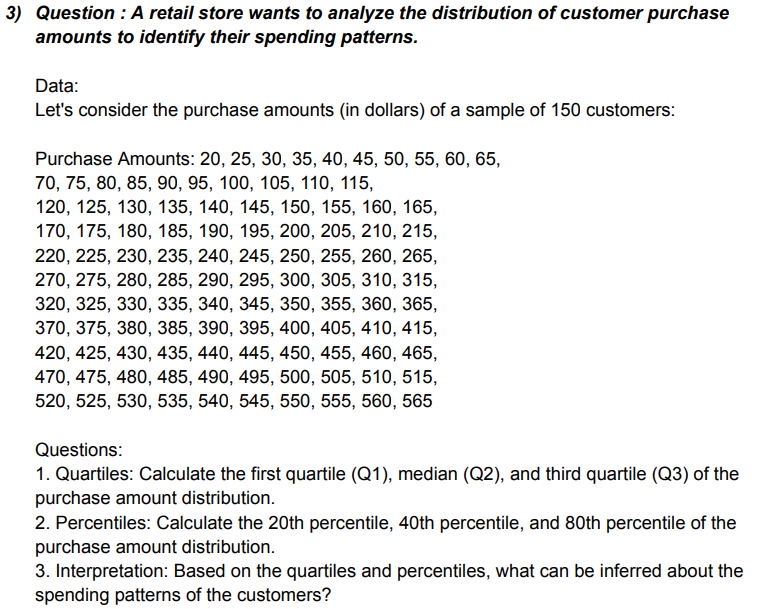 3) Question : A retail store wants to analyze the distribution of customer purchase
amounts to identify their spending patterns.
Data:
Let's consider the purchase amounts (in dollars) of a sample of 150 customers:
Purchase Amounts: 20, 25, 30, 35, 40, 45, 50, 55, 60, 65,
70, 75, 80, 85, 90, 95, 100, 105, 110, 115,
120, 125, 130, 135, 140, 145, 150, 155, 160, 165,
170, 175, 180, 185, 190, 195, 200, 205, 210, 215,
220, 225, 230, 235, 240, 245, 250, 255, 260, 265,
270, 275, 280, 285, 290, 295, 300, 305, 310, 315,
320, 325, 330, 335, 340, 345, 350, 355, 360, 365,
370, 375, 380, 385, 390, 395, 400, 405, 410, 415,
420, 425, 430, 435, 440, 445, 450, 455, 460, 465,
470, 475, 480, 485, 490, 495, 500, 505, 510, 515,
520, 525, 530, 535, 540, 545, 550, 555, 560, 565
Questions:
1. Quartiles: Calculate the first quartile (Q1), median (Q2), and third quartile (Q3) of the
purchase amount distribution.
2. Percentiles: Calculate the 20th percentile, 40th percentile, and 80th percentile of the
purchase amount distribution.
3. Interpretation: Based on the quartiles and percentiles, what can be inferred about the
spending patterns of the customers?